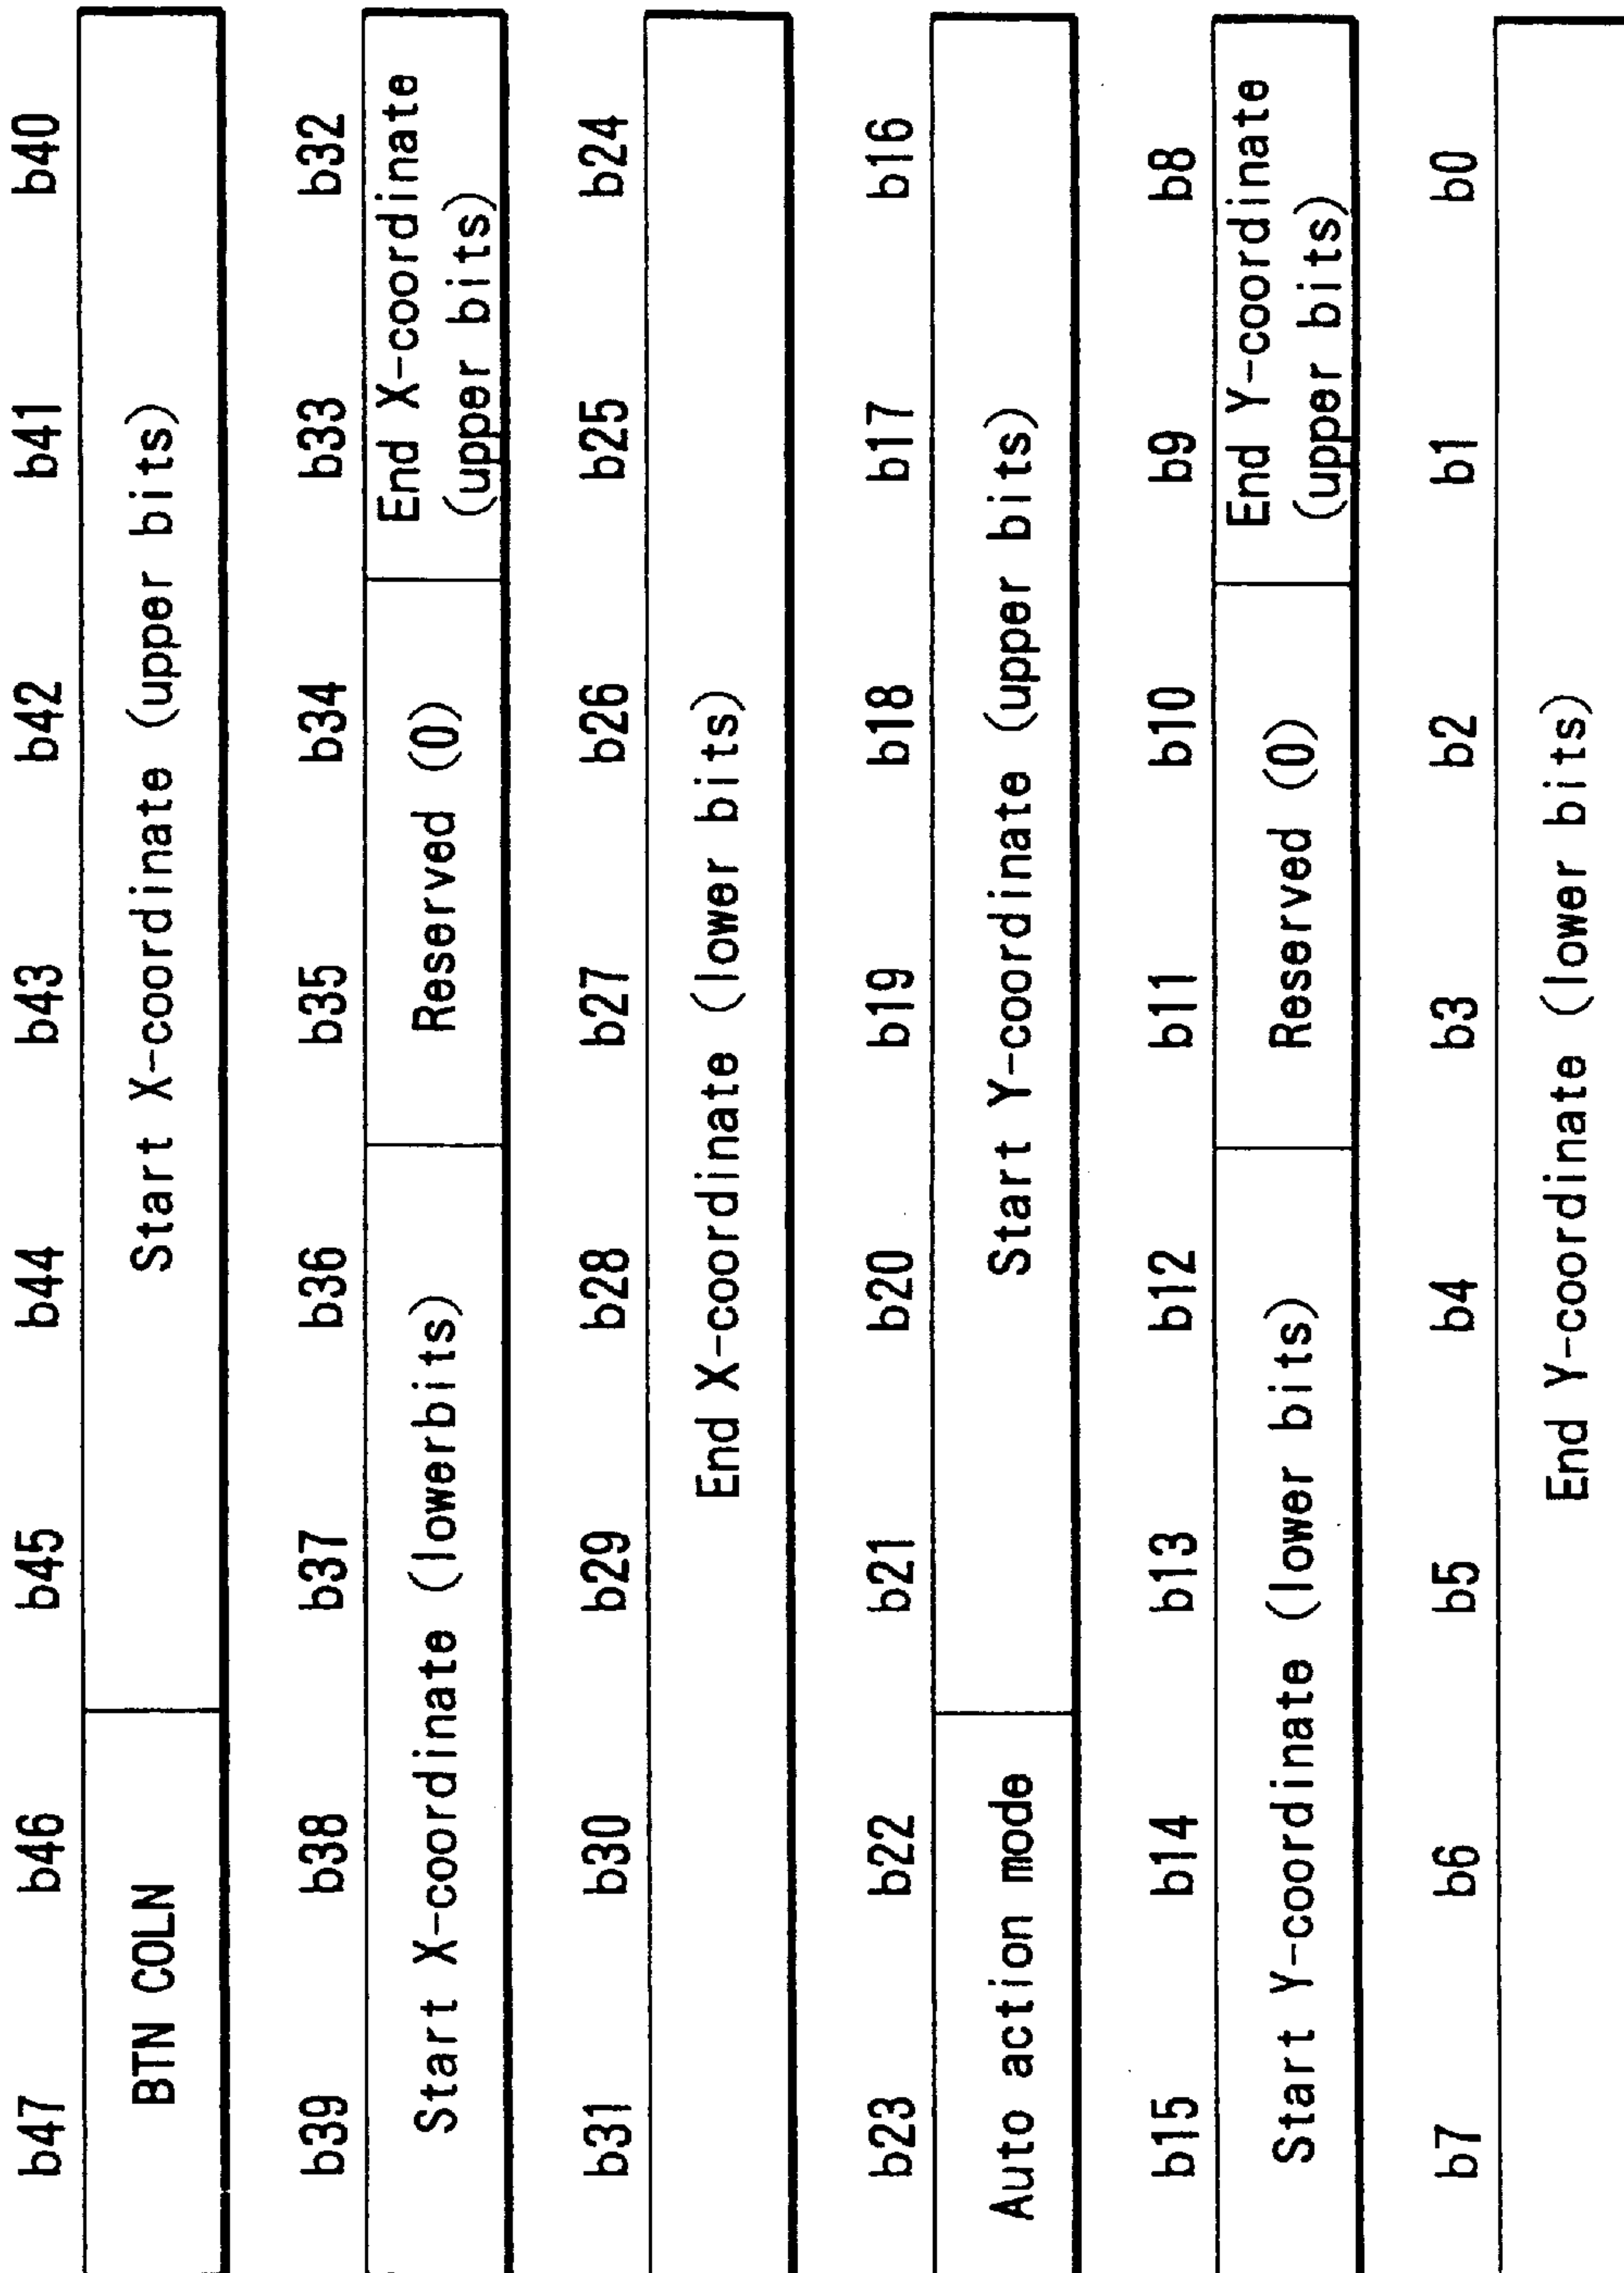 b47 b46 b45 b44 b43 b42 b41 b40
BTN COLN Start X-coordinate (upper bits)
b39 b38 b37 b36 b35 b34 b33 b32
Start X-coordinate (lowerbits) Reserved (0) End X-coordinate
(upper bits)
b31 b30 b29 b28 b27 b26 b25 b24
End X-coordinate (lower bits)
b23 b22 b21 b20 b19 b18 b17 b16
Auto action mode Start Y-coordinate (upper bits)
b15 b14 b13 b12 b11 b10 b9 b8
Start Y-coordinate (lower bits) Reserved (0) End Y-coordinate
(upper bits)
b7 b6 b5 b4 b3 b2 b1 b0
End Y-coordinate (lower bits)